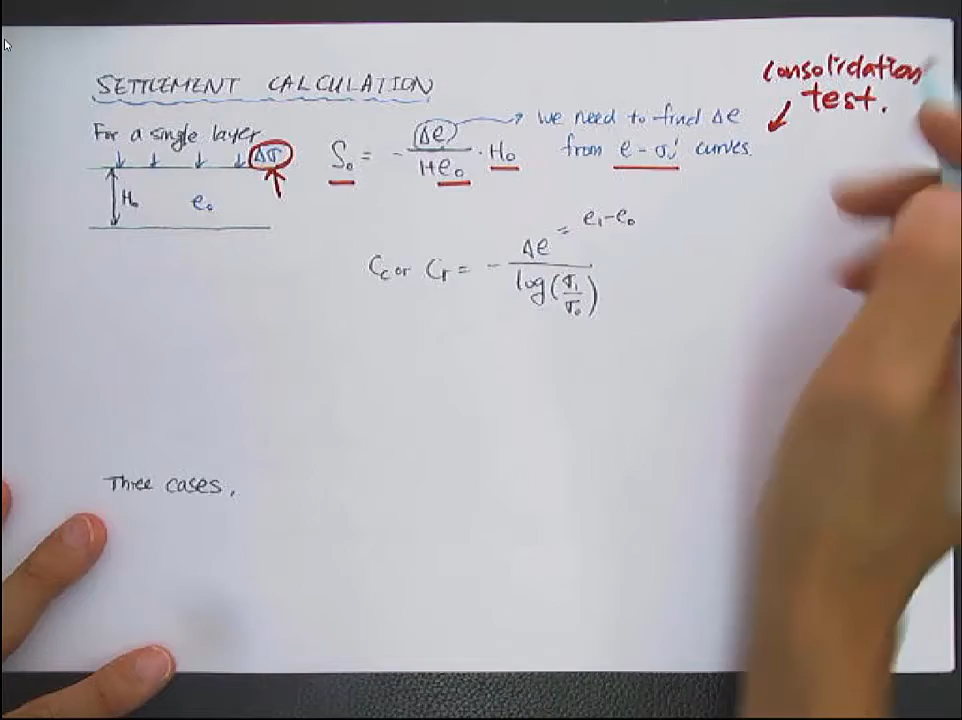 SETTLEMENT CALCULATION
consolidation test.
For a single layer
Δσ
H₀
e₀
S₀ = - Δe / 1+e₀ · H₀
we need to find Δe
from e - σᵥ' curves.
Cc or Cr = - Δe / log(σ₁/σ₀)
= e₁-e₀
Three cases,